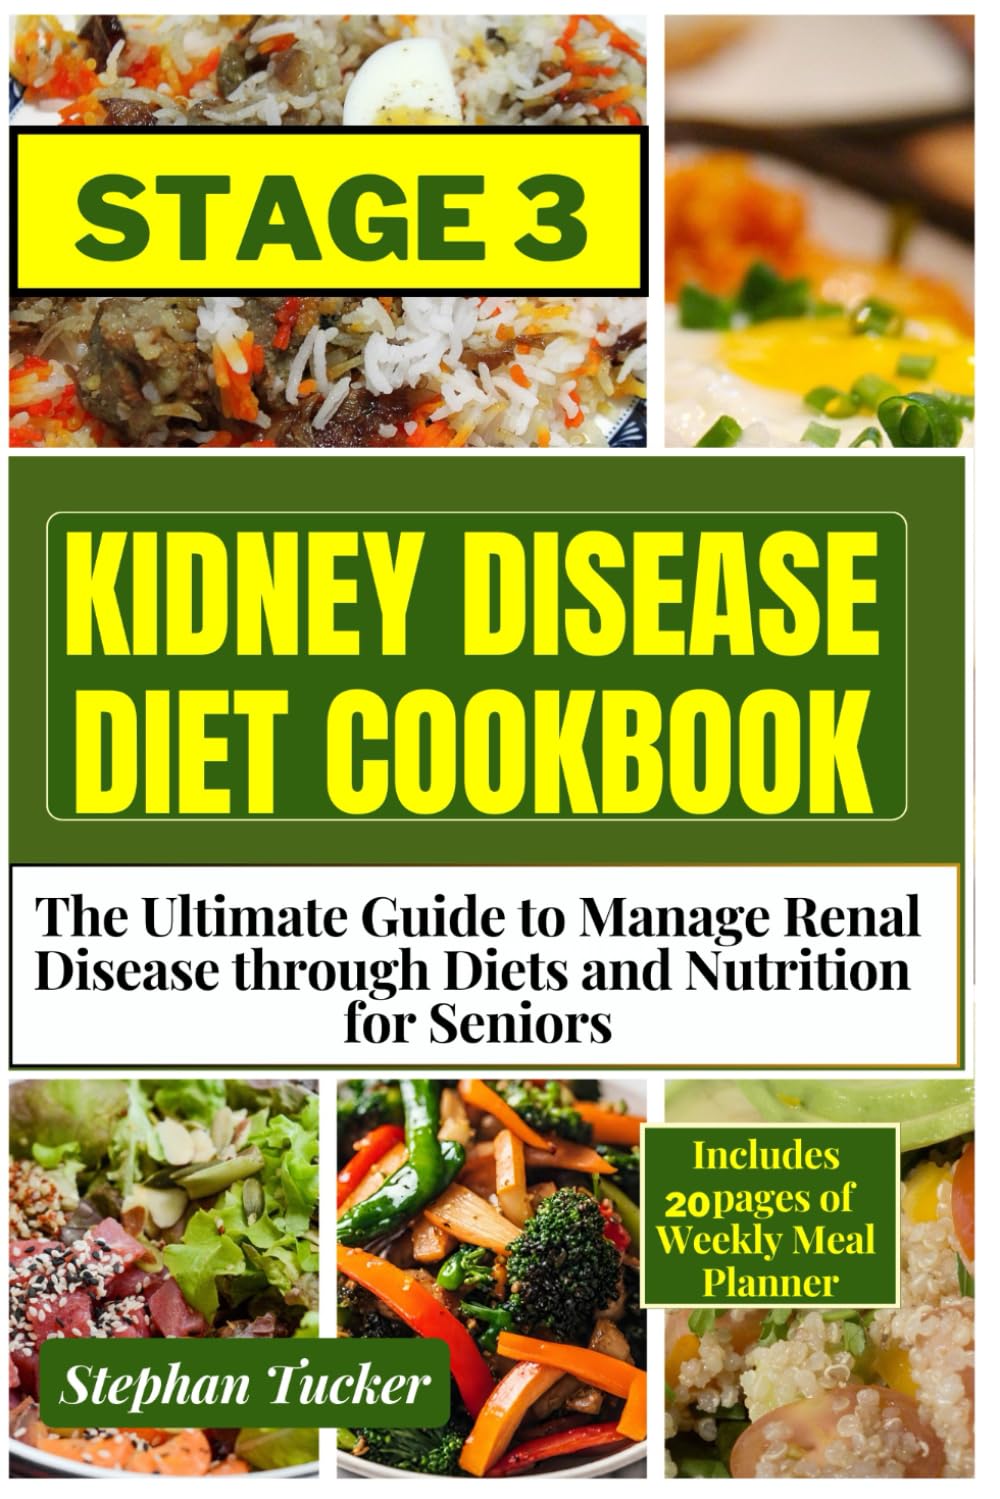 STAGE 3
KIDNEY DISEASE
DIET COOKBOOK
The Ultimate Guide to Manage Renal
Disease through Diets and Nutrition
for Seniors
Includes
20pages of
Weekly Meal
Planner
Stephan Tucker